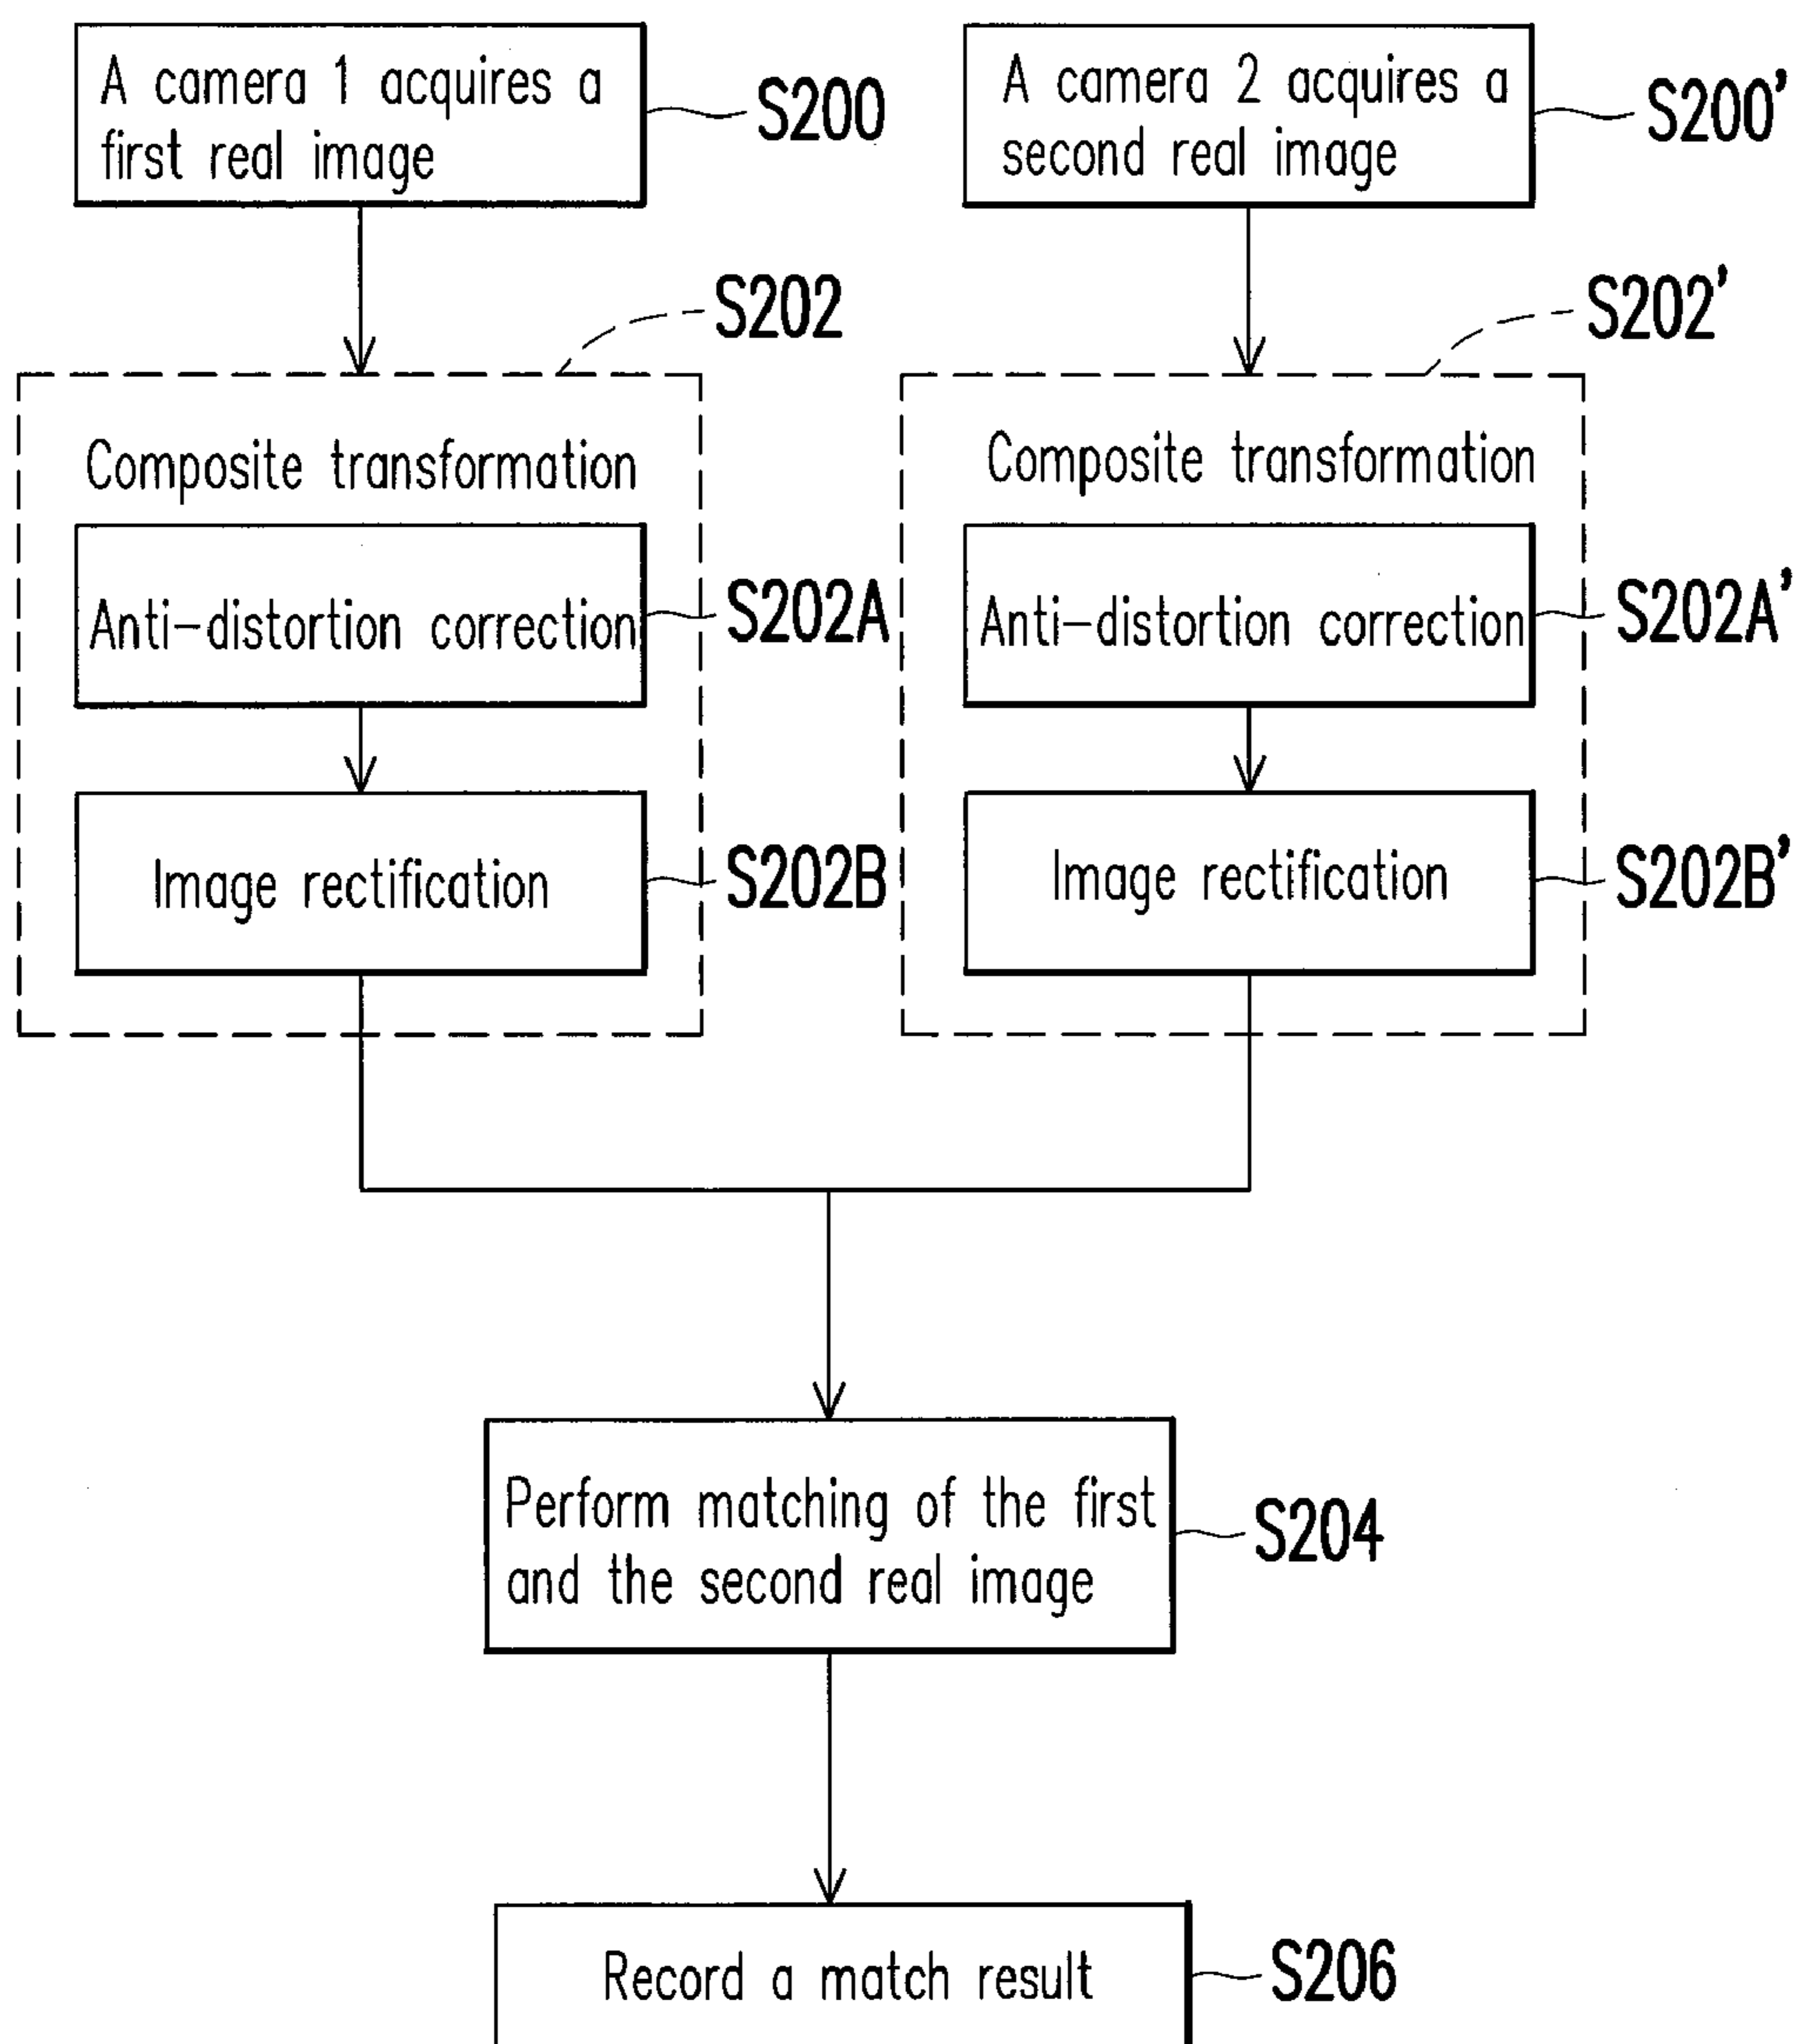 A camera 1 acquires a
first real image
S200
A camera 2 acquires a
second real image
S200'
S202
S202'
Composite transformation
Composite transformation
Anti-distortion correction
S202A
Anti-distortion correction
S202A'
Image rectification
S202B
Image rectification
S202B'
Perform matching of the first
and the second real image
S204
Record a match result
S206